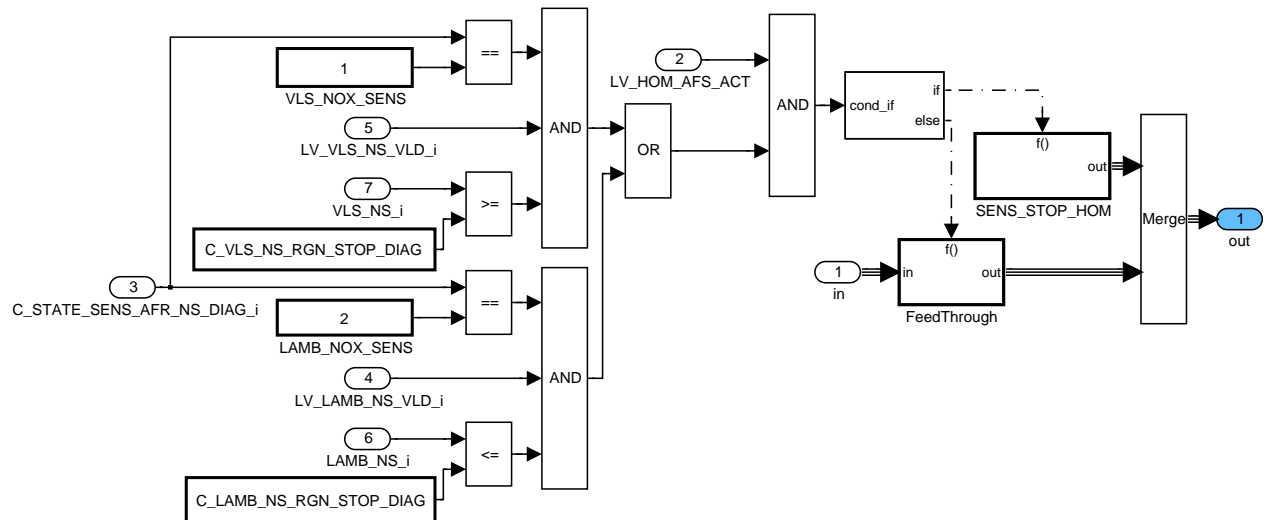 ==
1
VLS_NOX_SENS
5
LV_VLS_NS_VLD_i
7
VLS_NS_i
>=
C_VLS_NS_RGN_STOP_DIAG
AND
3
C_STATE_SENS_AFR_NS_DIAG_i
==
2
LAMB_NOX_SENS
4
LV_LAMB_NS_VLD_i
6
LAMB_NS_i
<=
C_LAMB_NS_RGN_STOP_DIAG
AND
OR
2
LV_HOM_AFS_ACT
AND
cond_if
if
else
f()
out
SENS_STOP_HOM
1
in
f()
in
out
FeedThrough
Merge
1
out